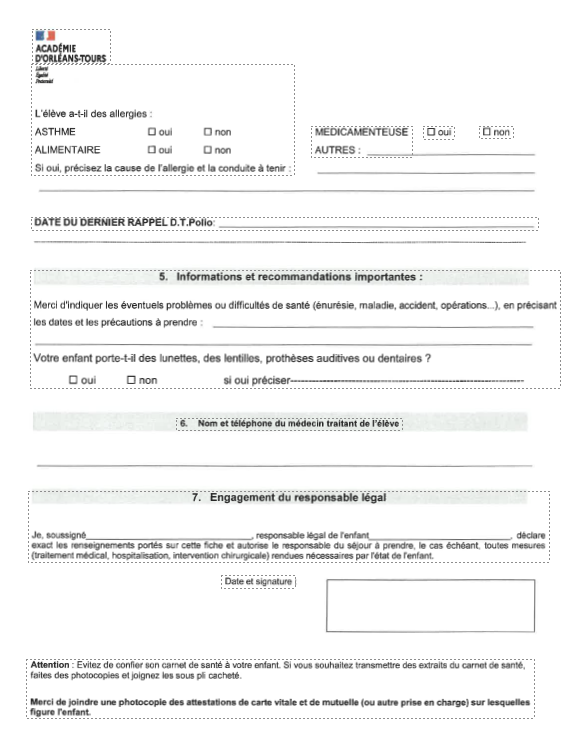 ACADÉMIE
D'ORLÉANS-TOURS
Liberté
Égalité
Fraternité
L'élève a-t-il des allergies :
ASTHME ☐ oui ☐ non MEDICAMENTEUSE ☐ oui ☐ non
ALIMENTAIRE ☐ oui ☐ non AUTRES :
Si oui, précisez la cause de l'allergie et la conduite à tenir :
DATE DU DERNIER RAPPEL D.T.Polio:
5. Informations et recommandations importantes :
Merci d'indiquer les éventuels problèmes ou difficultés de santé (énurésie, maladie, accident, opérations...), en précisant
les dates et les précautions à prendre :
Votre enfant porte-t-il des lunettes, des lentilles, prothèses auditives ou dentaires ?
☐ oui ☐ non si oui préciser
6. Nom et téléphone du médecin traitant de l'élève
7. Engagement du responsable légal
Je, soussigné, responsable légal de l'enfant, déclare
exact les renseignements portés sur cette fiche et autorise le responsable du séjour à prendre, le cas échéant, toutes mesures
(traitement médical, hospitalisation, intervention chirurgicale) rendues nécessaires par l'état de l'enfant.
Date et signature
Attention : Evitez de confier son carnet de santé à votre enfant. Si vous souhaitez transmettre des extraits du carnet de santé,
faites des photocopies et joignez les sous pli cacheté.
Merci de joindre une photocopie des attestations de carte vitale et de mutuelle (ou autre prise en charge) sur lesquelles
figure l'enfant.